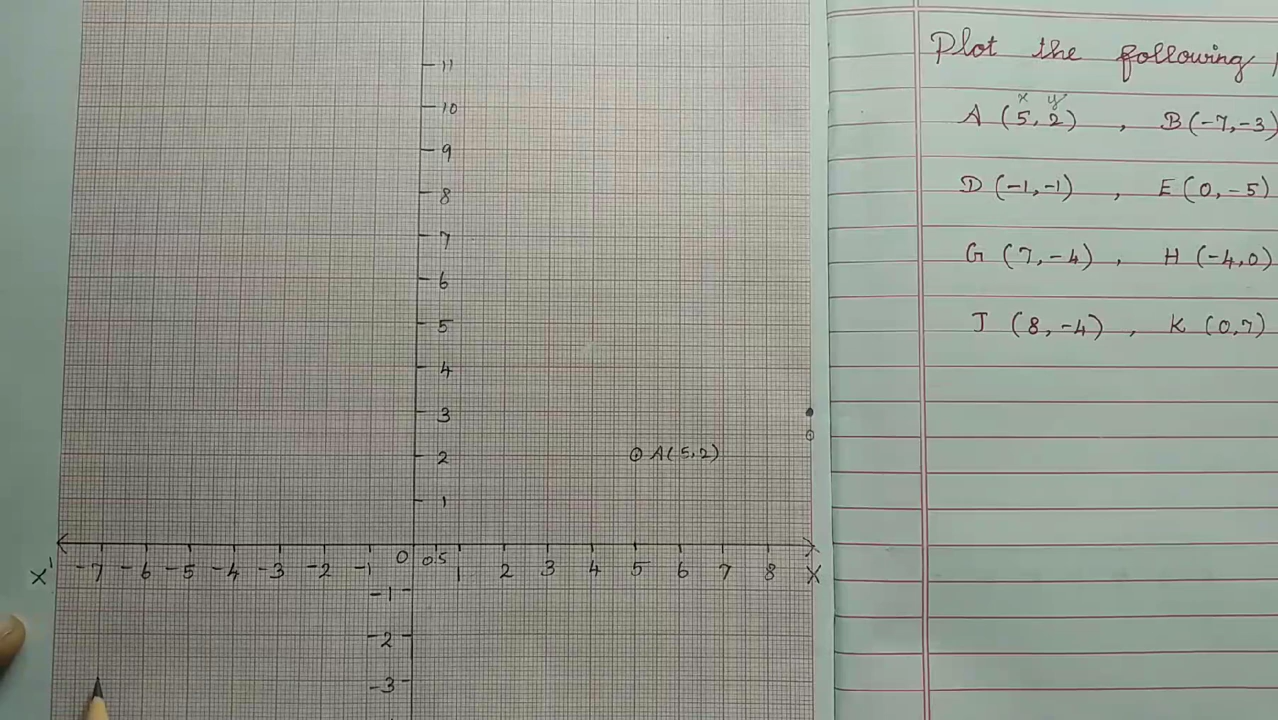 11
10
9
8
7
6
5
4
3
2 A(5,2)
1
X' -7 -6 -5 -4 -3 -2 -1 0 0.5 1 2 3 4 5 6 7 8 X
-1
-2
-3
Plot the following
x y
A (5, 2) , B (-7, -3)
D (-1, -1) , E (0, -5)
G (7, -4) , H (-4, 0)
J (8, -4) , K (0, 7)